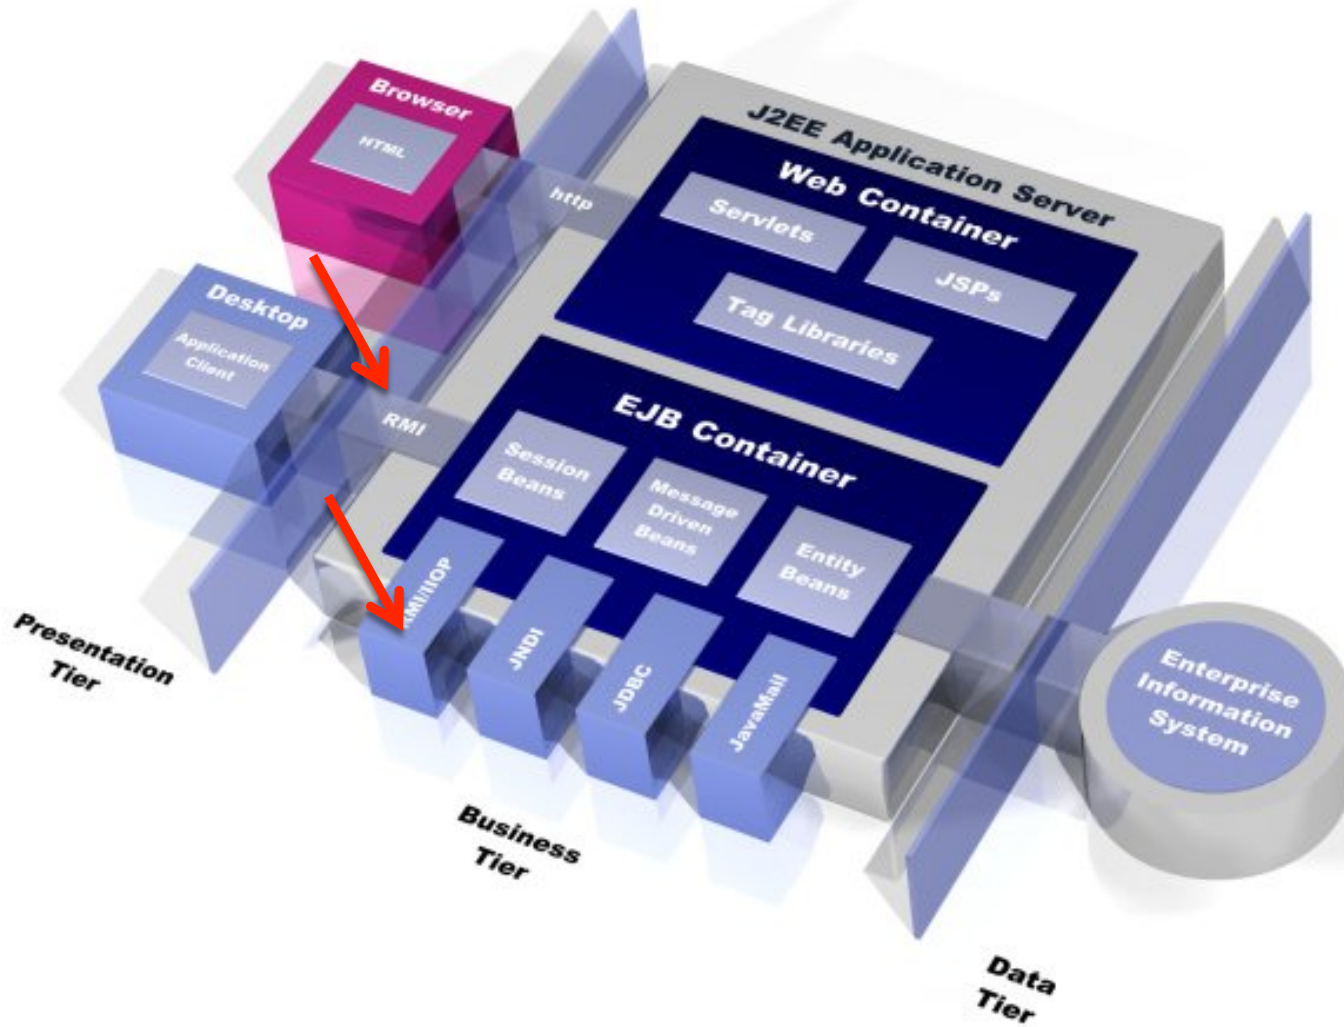 Browser
HTML
http
Desktop
Application
Client
RMI
J2EE Application Server
Web Container
Servlets
JSPs
Tag Libraries
EJB Container
Session
Beans
Message
Driven
Beans
Entity
Beans
RMI/IIOP
JNDI
JDBC
JavaMail
Enterprise
Information
System
Presentation
Tier
Business
Tier
Data
Tier